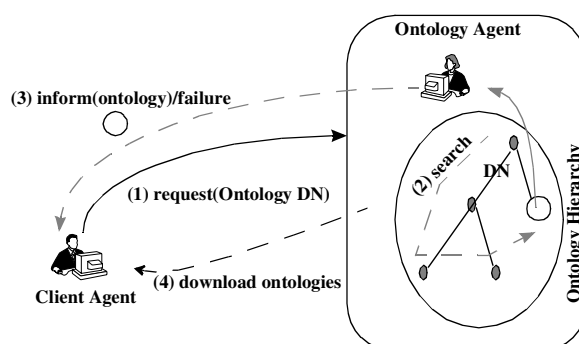 Ontology Agent
(3) inform(ontology)/failure
(2) search
DN
(1) request(Ontology DN)
Ontology Hierarchy
(4) download ontologies
Client Agent